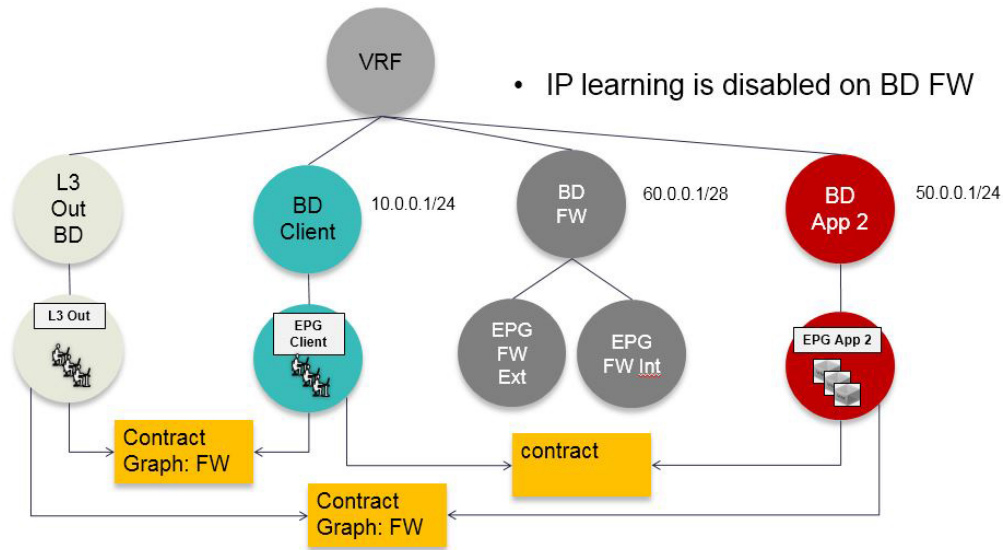 VRF
• IP learning is disabled on BD FW
L3
Out
BD
BD
Client
10.0.0.1/24
BD
FW
60.0.0.1/28
BD
App 2
50.0.0.1/24
L3 Out
EPG
Client
EPG
FW
Ext
EPG
FW Int
EPG App 2
Contract
Graph: FW
contract
Contract
Graph: FW